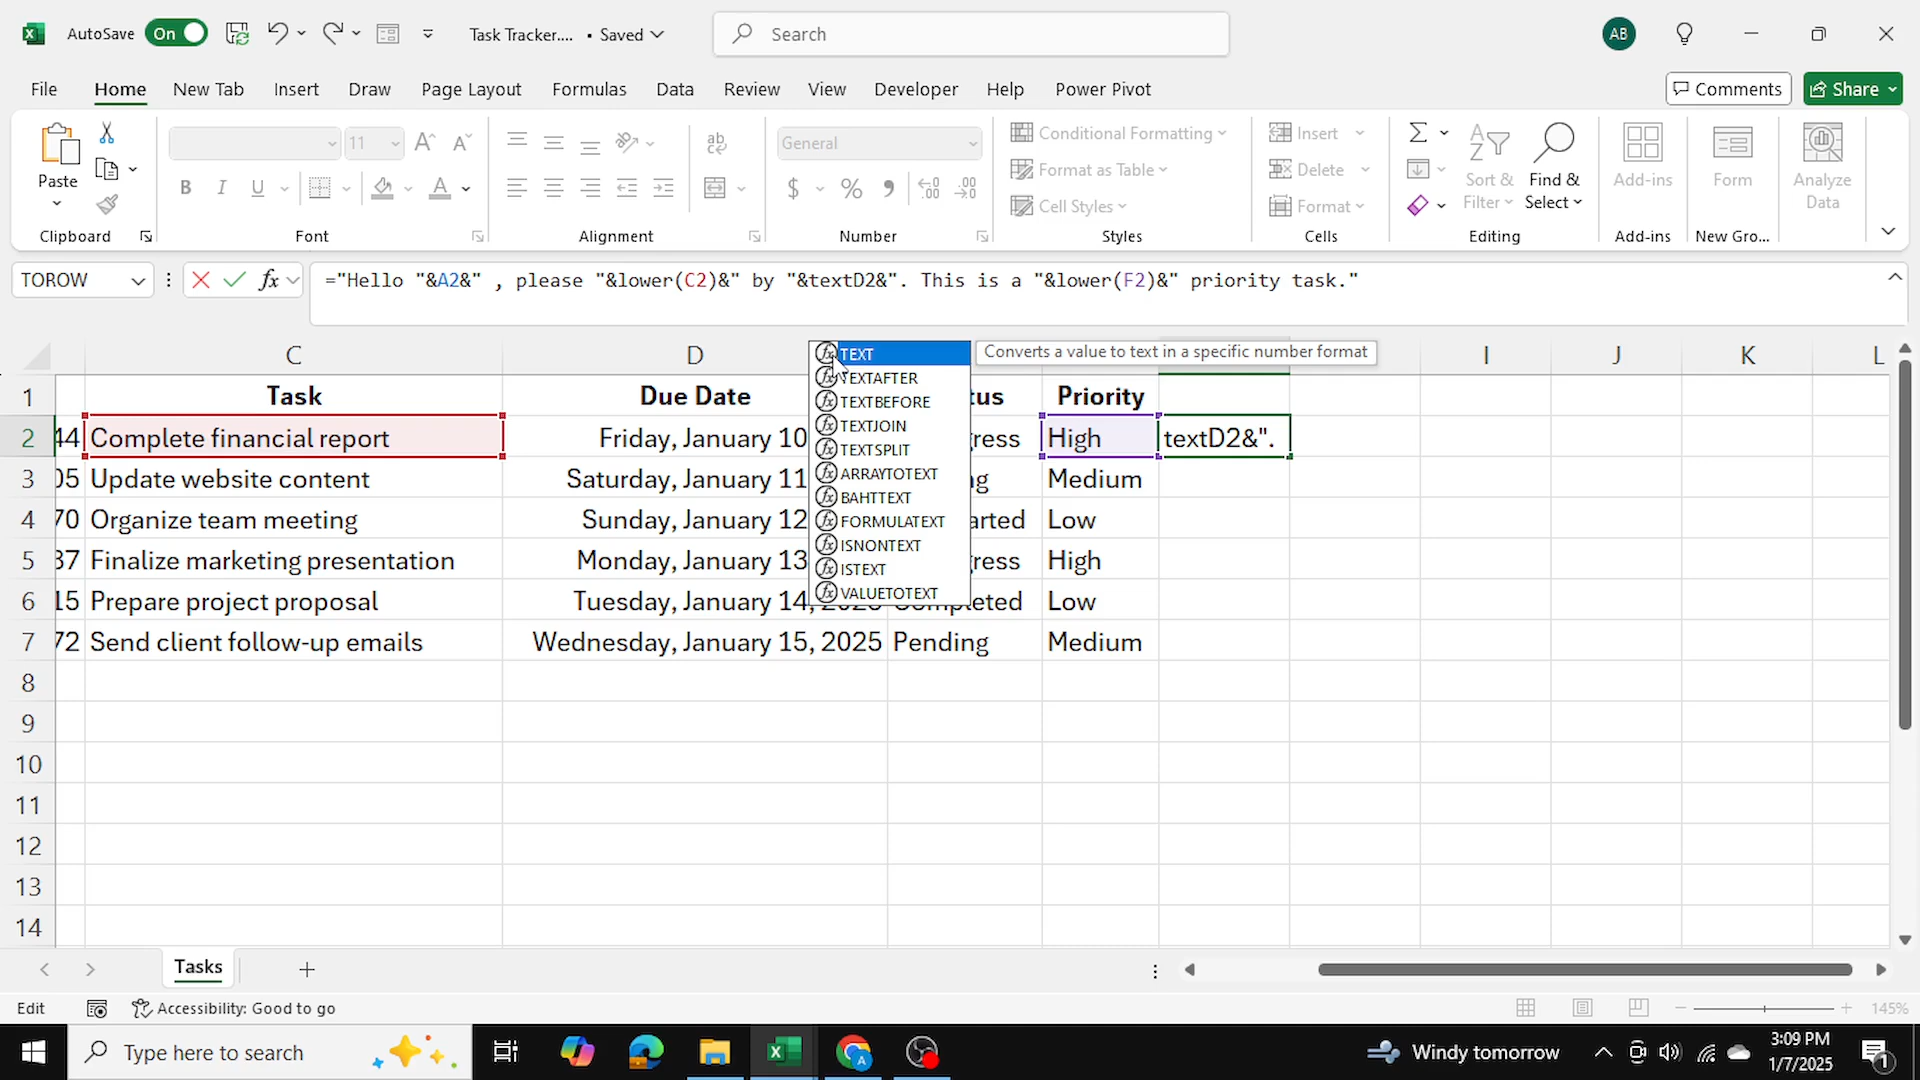 AutoSave On Task Tracker.... • Saved Search AB
File Home New Tab Insert Draw Page Layout Formulas Data Review View Developer Help Power Pivot Comments Share
Paste 11 General Conditional Formatting Insert Sort & Find & Add-ins Form Analyze
B I U $ % Format as Table Delete Filter Select Data
Cell Styles Format
Clipboard Font Alignment Number Styles Cells Editing Add-ins New Gro...
TOROW fx ="Hello "&A2&" , please "&lower(C2)&" by "&textD2&". This is a "&lower(F2)&" priority task."
C D I J K L
TEXT Converts a value to text in a specific number format
TEXTAFTER
TEXTBEFORE
TEXTJOIN
TEXTSPLIT
ARRAYTOTEXT
BAHTTEXT
FORMULATEXT
ISNONTEXT
ISTEXT
VALUETOTEXT
1 Task Due Date tus Priority
2 44 Complete financial report Friday, January 10 gress High textD2&".
3 05 Update website content Saturday, January 11 ng Medium
4 70 Organize team meeting Sunday, January 12 arted Low
5 37 Finalize marketing presentation Monday, January 13 ress High
6 15 Prepare project proposal Tuesday, January 14, Completed Low
7 72 Send client follow-up emails Wednesday, January 15, 2025 Pending Medium
8
9
10
11
12
13
14
Tasks
Edit Accessibility: Good to go 145%
Type here to search Windy tomorrow 3:09 PM
1/7/2025 1